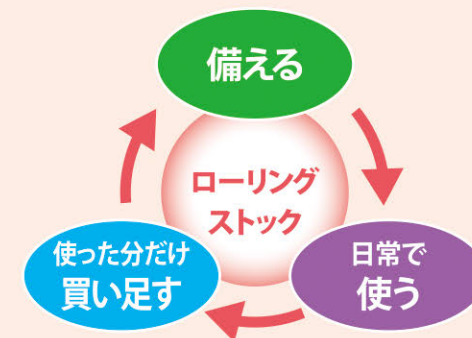 備える
ローリング
ストック
使った分だけ
買い足す
日常で
使う